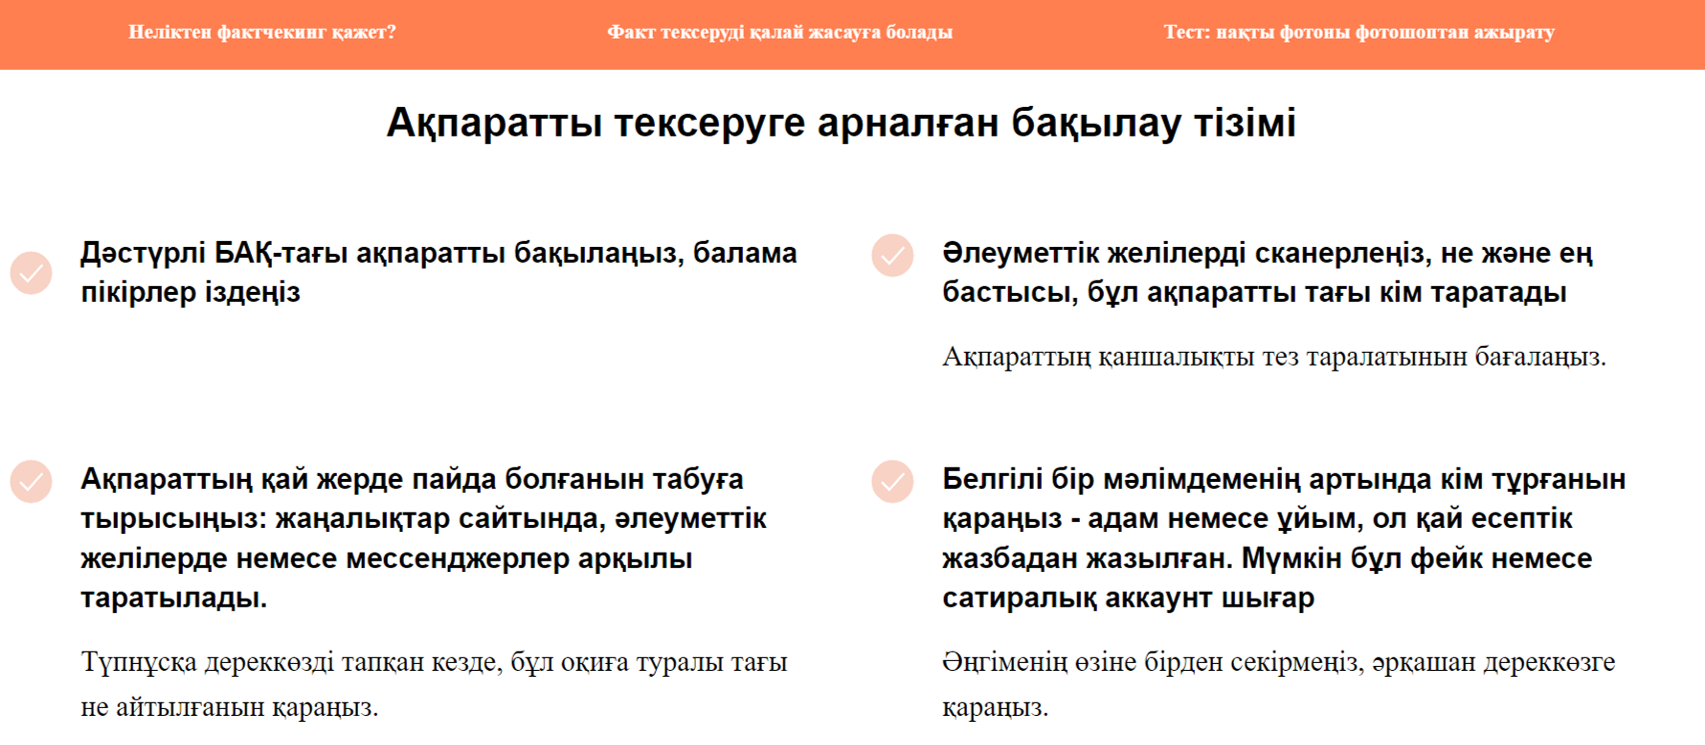 Неліктен фактчекинг қажет?
Факт тексеруді қалай жасауға болады
Тест: нақты фотоны фотошоптан ажырату
Ақпаратты тексеруге арналған бақылау тізімі
Дәстүрлі БАҚ-тағы ақпаратты бақылаңыз, балама
пікірлер іздеңіз
Әлеуметтік желілерді сканерлеңіз, не және ең
бастысы, бұл ақпаратты тағы кім таратады
Ақпараттың қаншалықты тез таралатынын бағалаңыз.
Ақпараттың қай жерде пайда болғанын табуға
тырысыңыз: жаңалықтар сайтында, әлеуметтік
желілерде немесе мессенджерлер арқылы
таратылады.
Түпнұсқа дереккөзді тапқан кезде, бұл оқиға туралы тағы
не айтылғанын қараңыз.
Белгілі бір мәлімдеменің артында кім тұрғанын
қараңыз - адам немесе ұйым, ол қай есептік
жазбадан жазылған. Мүмкін бұл фейк немесе
сатиралық аккаунт шығар
Әңгіменің өзіне бірден секірмеңіз, әрқашан дереккөзге
қараңыз.